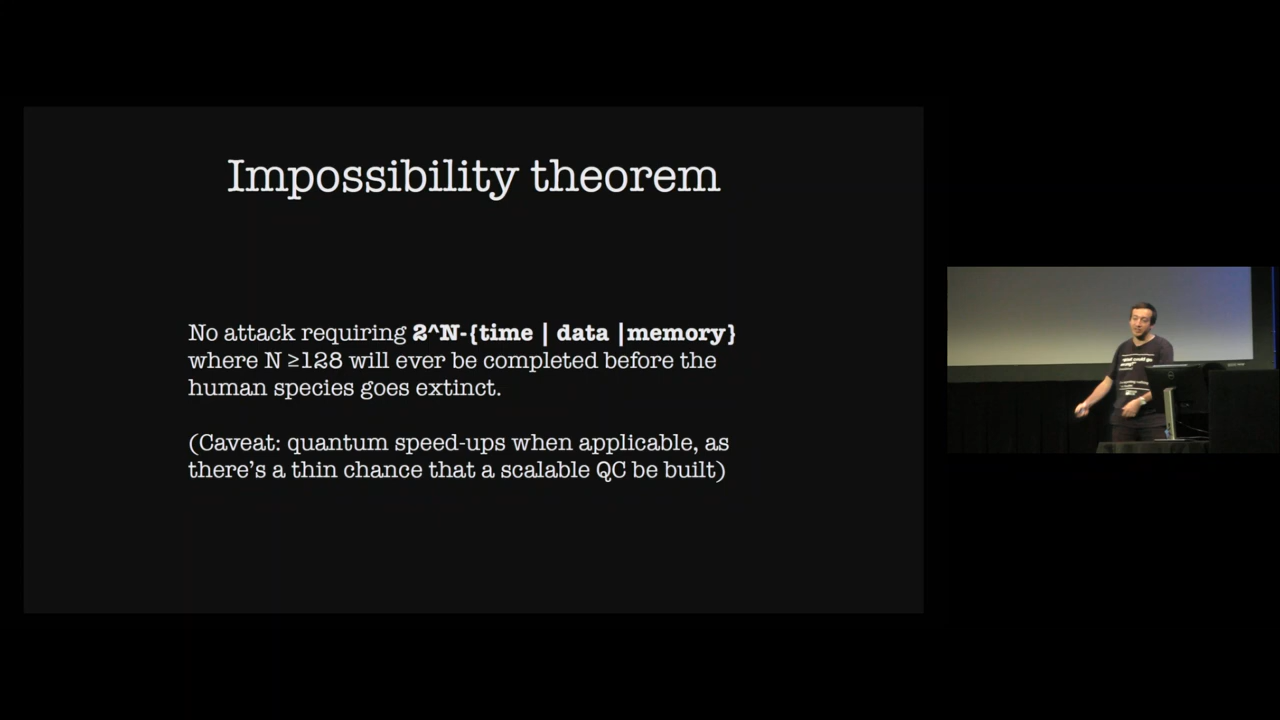 Impossibility theorem
No attack requiring 2^N-{time | data |memory}
where N ≥128 will ever be completed before the
human species goes extinct.
(Caveat: quantum speed-ups when applicable, as
there's a thin chance that a scalable QC be built)